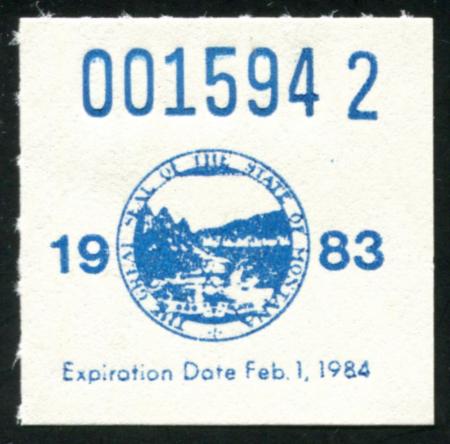 001594 2
THE GREAT SEAL OF THE STATE OF MONTANA
19 83
Expiration Date Feb. 1, 1984